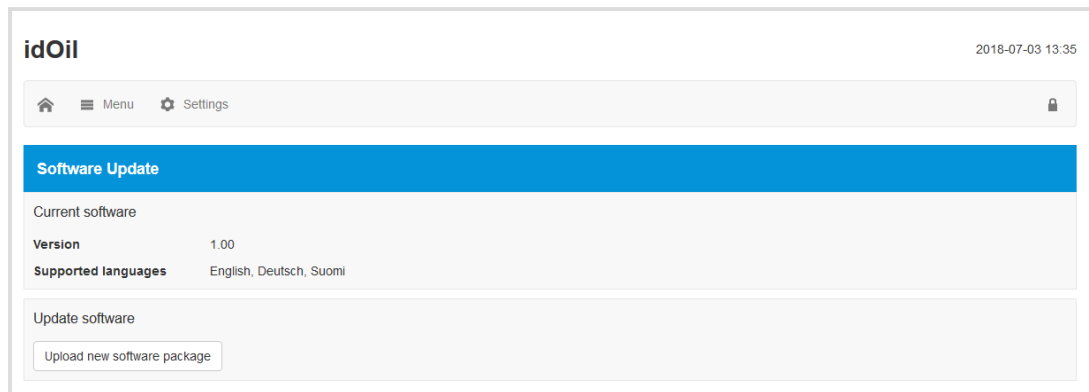 idOil
2018-07-03 13:35
Menu Settings
Software Update
Current software
Version 1.00
Supported languages English, Deutsch, Suomi
Update software
Upload new software package